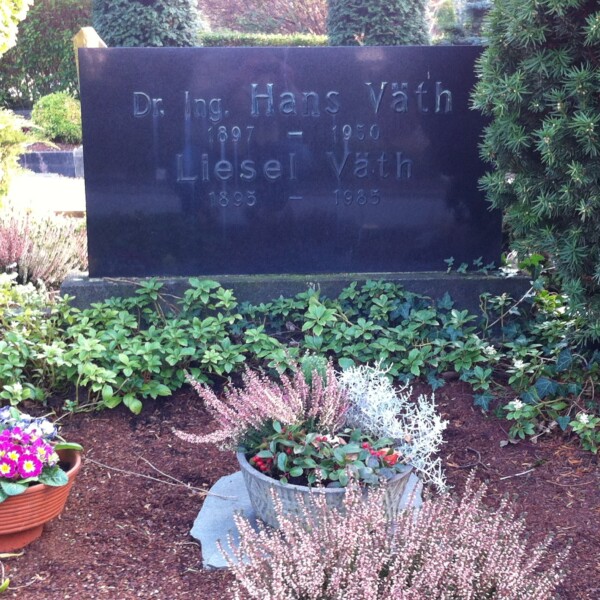 Dr. Ing. Hans Väth
1897 – 1950
Liesel Väth
1895 – 1985